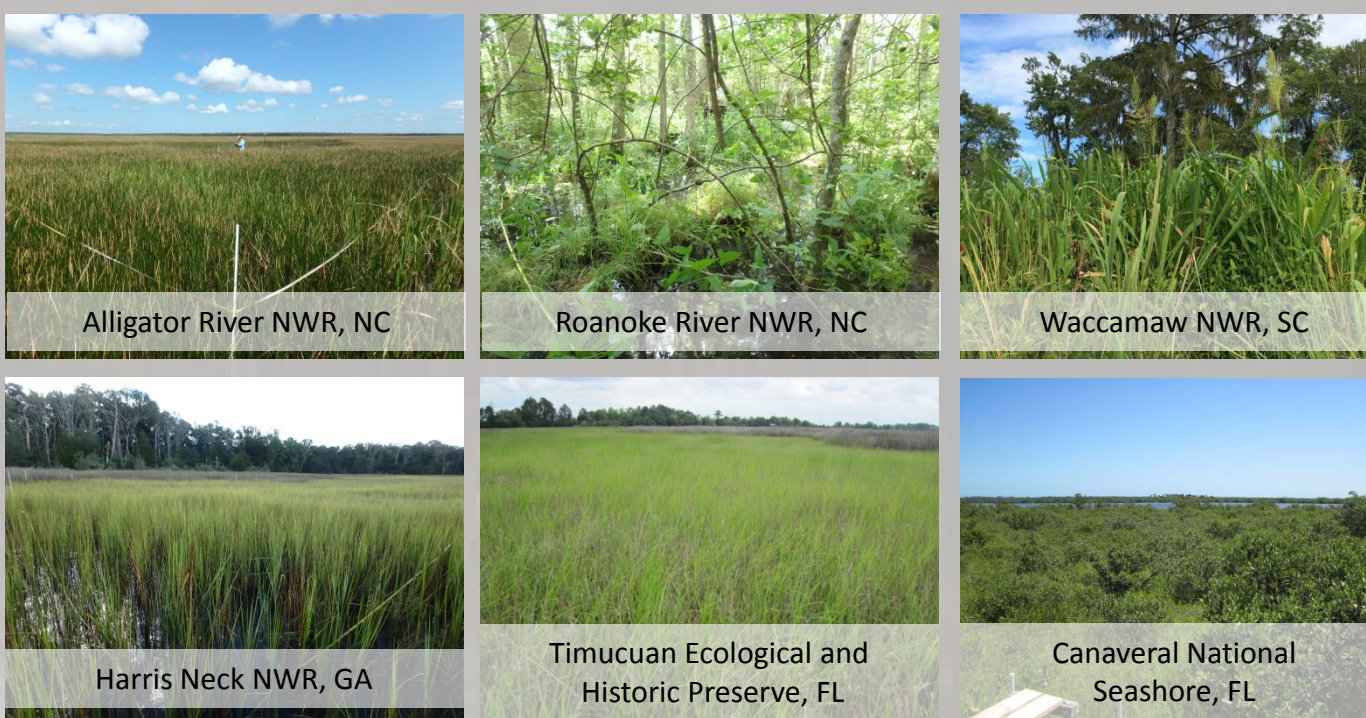 Alligator River NWR, NC
Roanoke River NWR, NC
Waccamaw NWR, SC
Harris Neck NWR, GA
Timucuan Ecological and
Historic Preserve, FL
Canaveral National
Seashore, FL